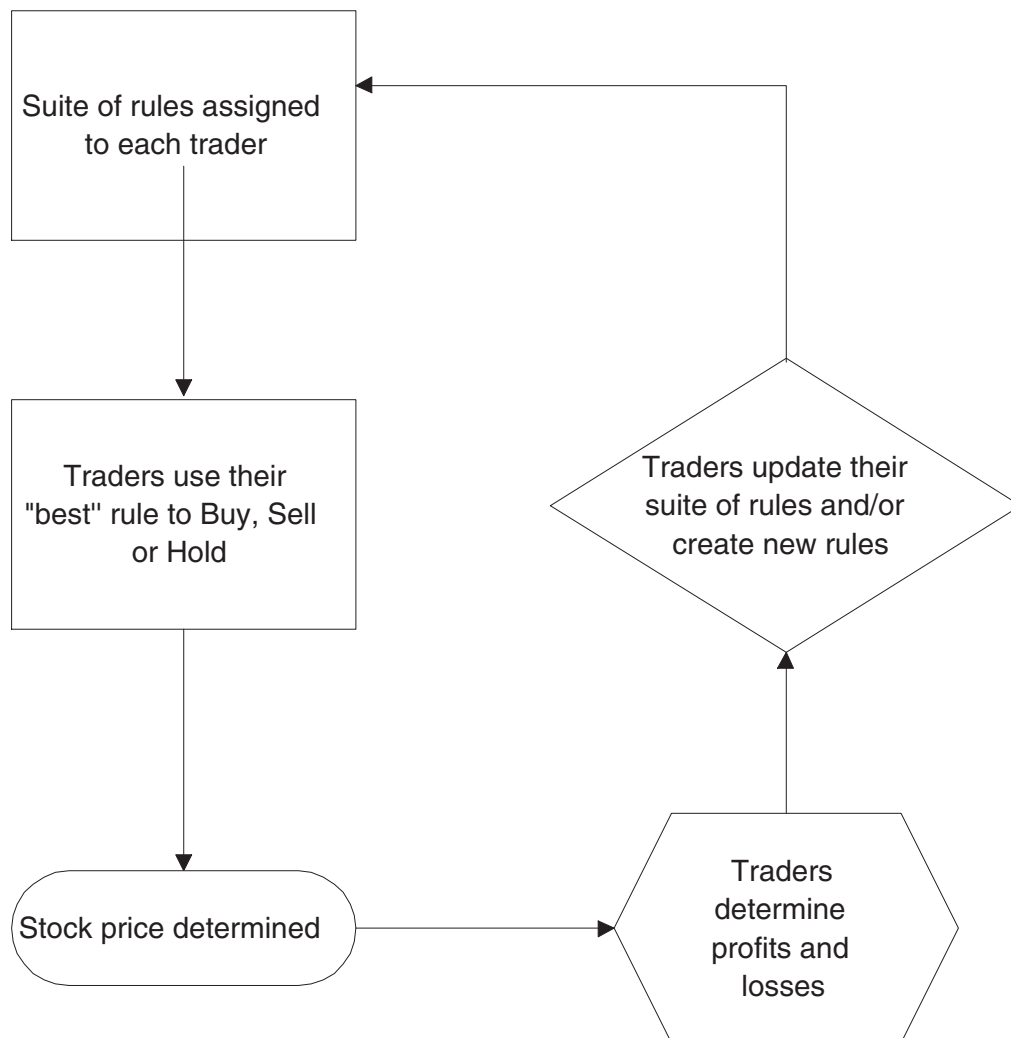 Suite of rules assigned
to each trader
Traders use their
"best" rule to Buy, Sell
or Hold
Stock price determined
Traders
determine
profits and
losses
Traders update their
suite of rules and/or
create new rules